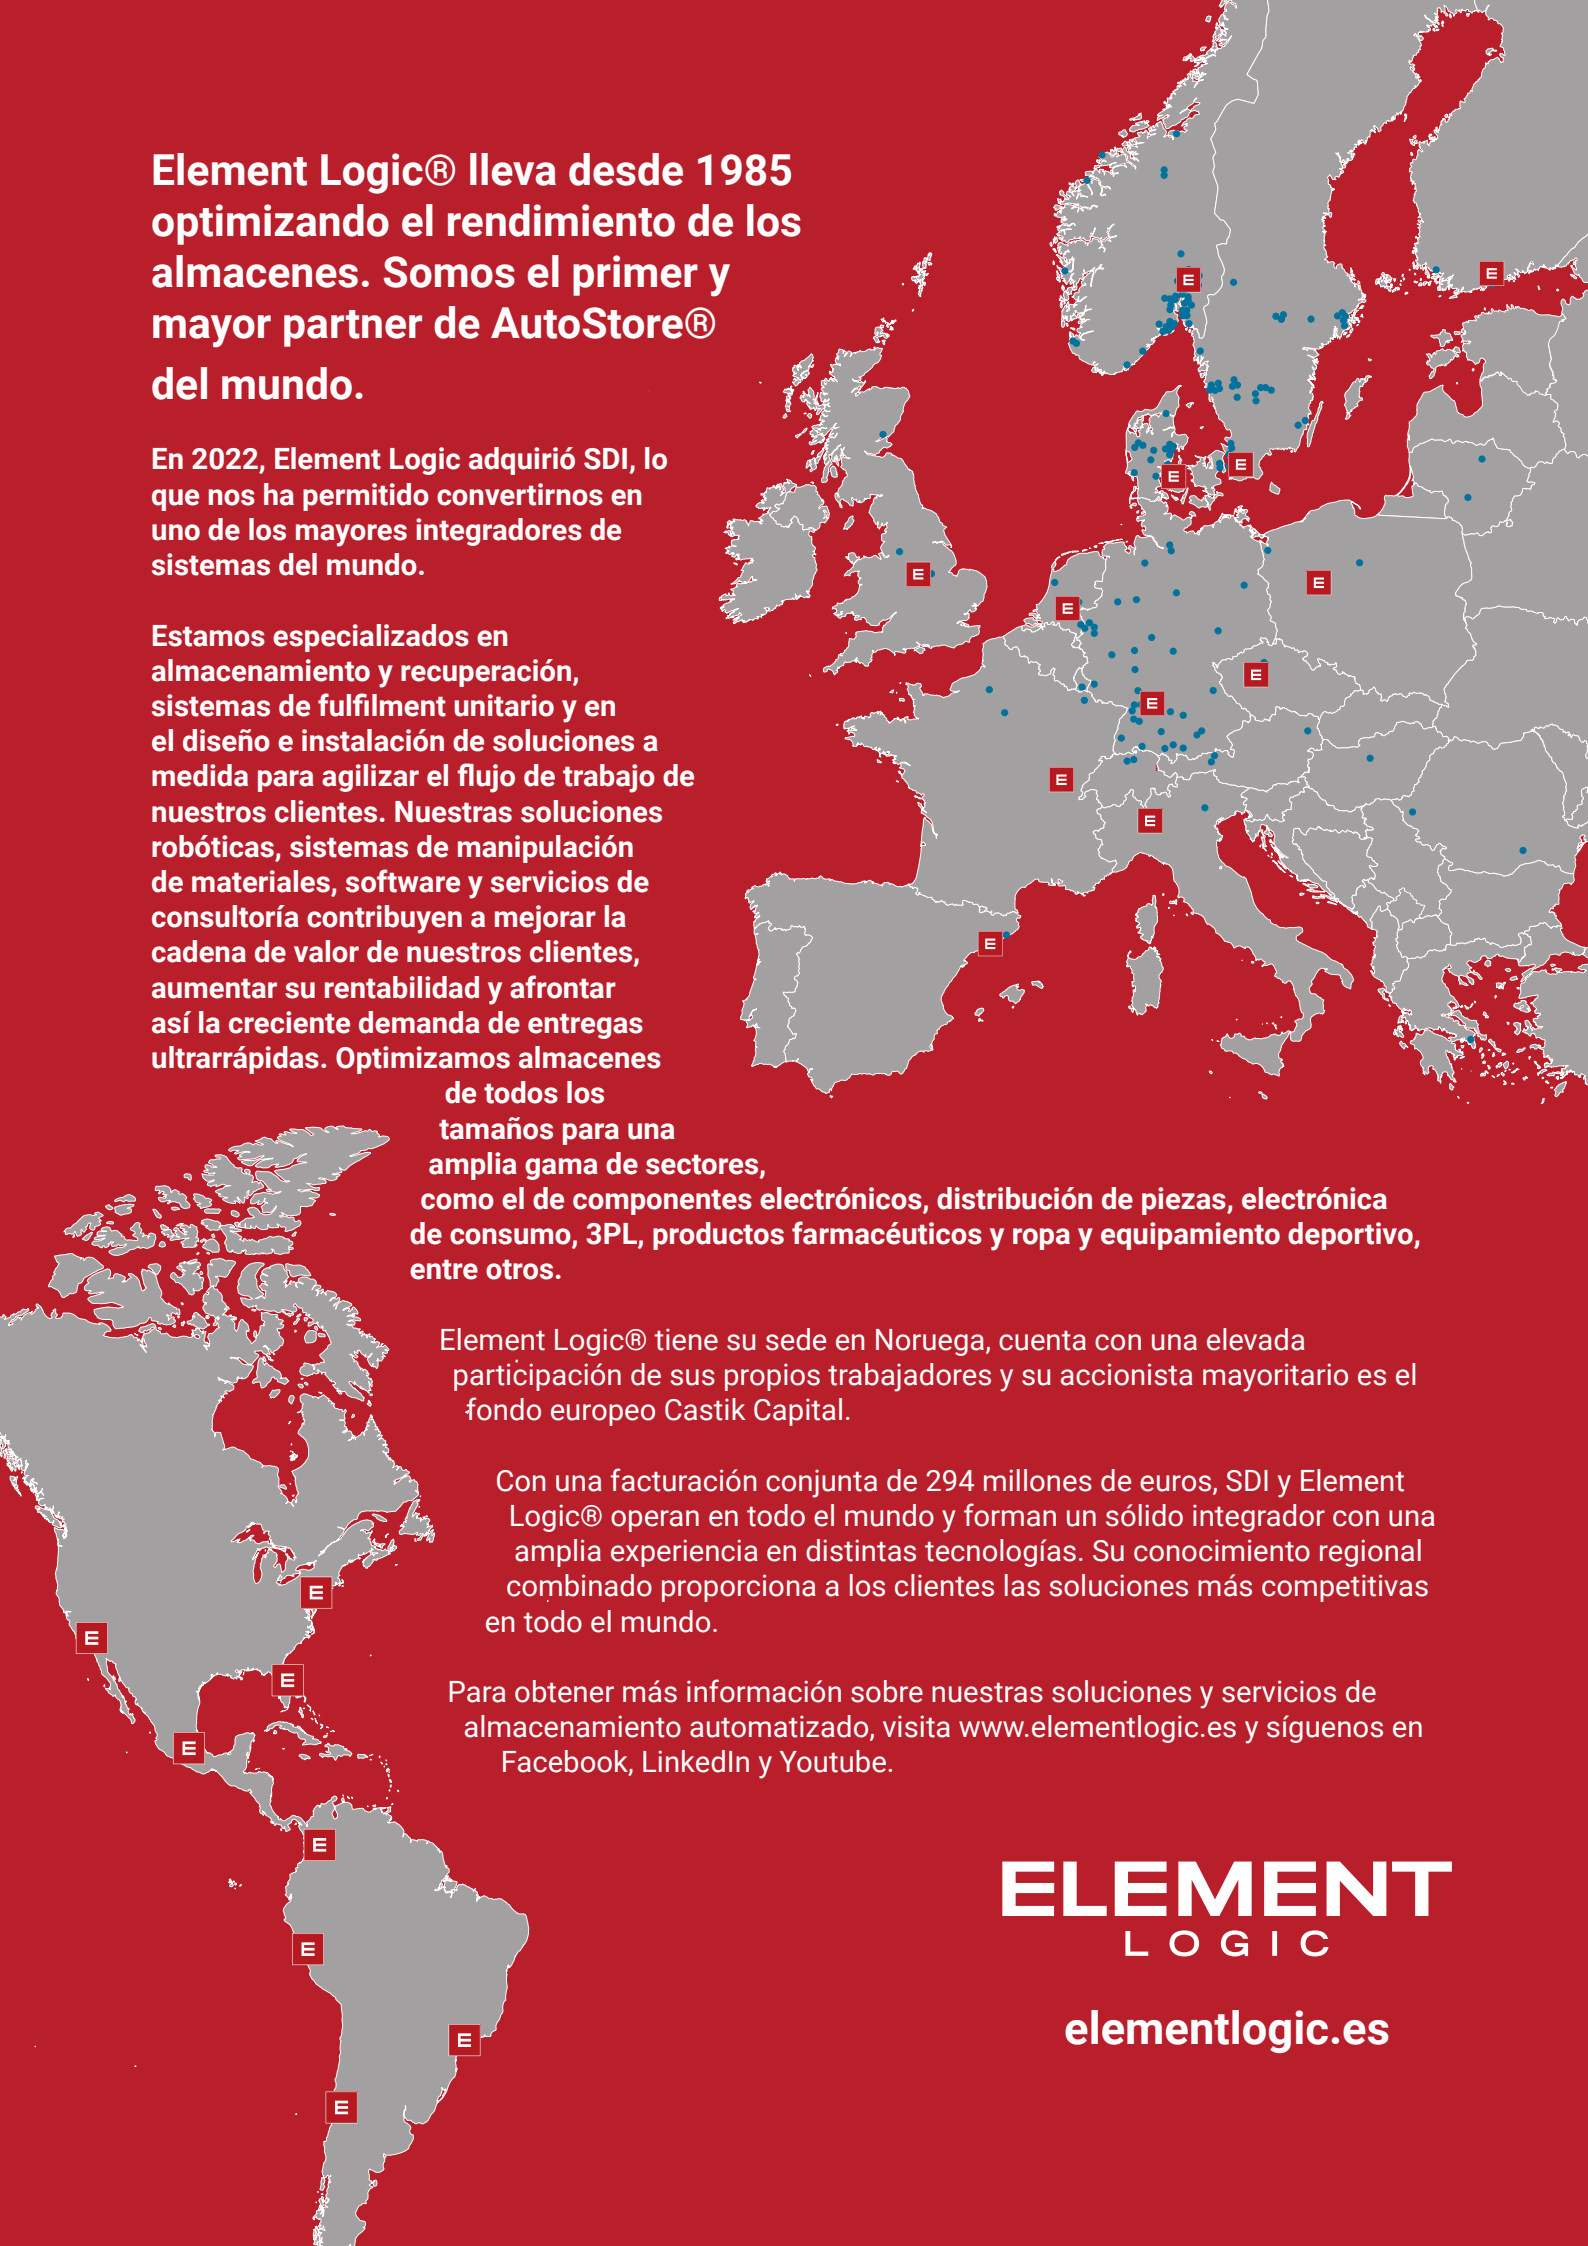 Element Logic® lleva desde 1985
optimizando el rendimiento de los
almacenes. Somos el primer y
mayor partner de AutoStore®
del mundo.
En 2022, Element Logic adquirió SDI, lo
que nos ha permitido convertirnos en
uno de los mayores integradores de
sistemas del mundo.
Estamos especializados en
almacenamiento y recuperación,
sistemas de fulfilment unitario y en
el diseño e instalación de soluciones a
medida para agilizar el flujo de trabajo de
nuestros clientes. Nuestras soluciones
robóticas, sistemas de manipulación
de materiales, software y servicios de
consultoría contribuyen a mejorar la
cadena de valor de nuestros clientes,
aumentar su rentabilidad y afrontar
así la creciente demanda de entregas
ultrarrápidas. Optimizamos almacenes
de todos los
tamaños para una
amplia gama de sectores,
como el de componentes electrónicos, distribución de piezas, electrónica
de consumo, 3PL, productos farmacéuticos y ropa y equipamiento deportivo,
entre otros.
Element Logic® tiene su sede en Noruega, cuenta con una elevada
participación de sus propios trabajadores y su accionista mayoritario es el
fondo europeo Castik Capital.
Con una facturación conjunta de 294 millones de euros, SDI y Element
Logic® operan en todo el mundo y forman un sólido integrador con una
amplia experiencia en distintas tecnologías. Su conocimiento regional
combinado proporciona a los clientes las soluciones más competitivas
en todo el mundo.
Para obtener más información sobre nuestras soluciones y servicios de
almacenamiento automatizado, visita www.elementlogic.es y síguenos en
Facebook, LinkedIn y Youtube.
ELEMENT
LOGIC
elementlogic.es